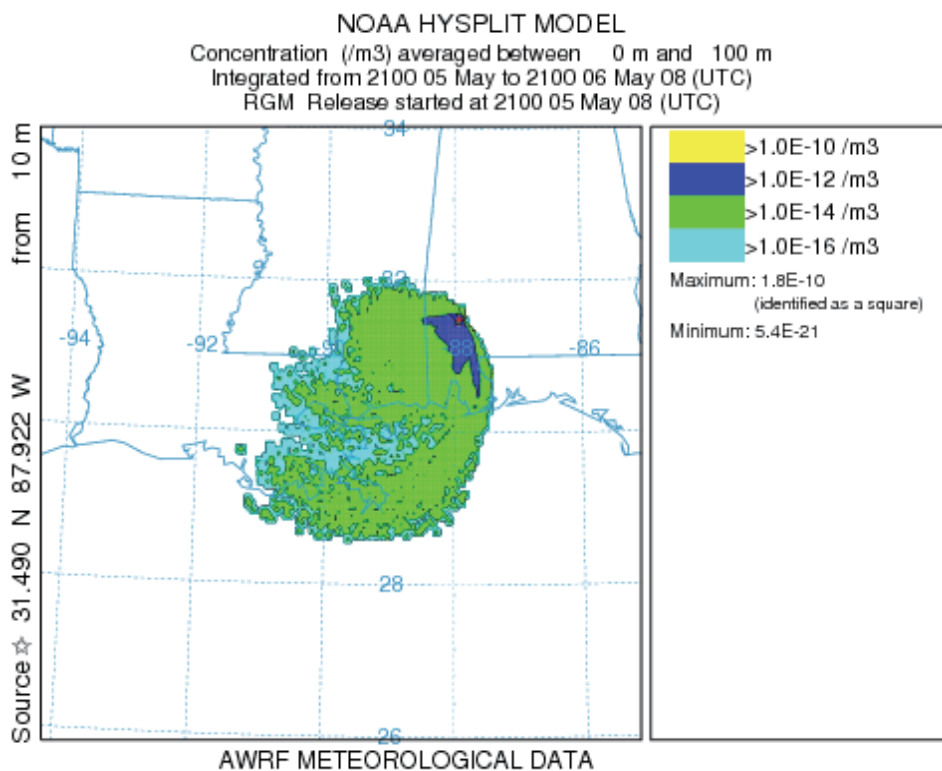 NOAA HYSPLIT MODEL
Concentration (/m3) averaged between 0 m and 100 m
Integrated from 2100 05 May to 2100 06 May 08 (UTC)
RGM Release started at 2100 05 May 08 (UTC)
Source ☆ 31.490 N 87.922 W from 10 m
34
32
-94
-92
-88
-86
28
26
>1.0E-10 /m3
>1.0E-12 /m3
>1.0E-14 /m3
>1.0E-16 /m3
Maximum: 1.8E-10
(identified as a square)
Minimum: 5.4E-21
AWRF METEOROLOGICAL DATA